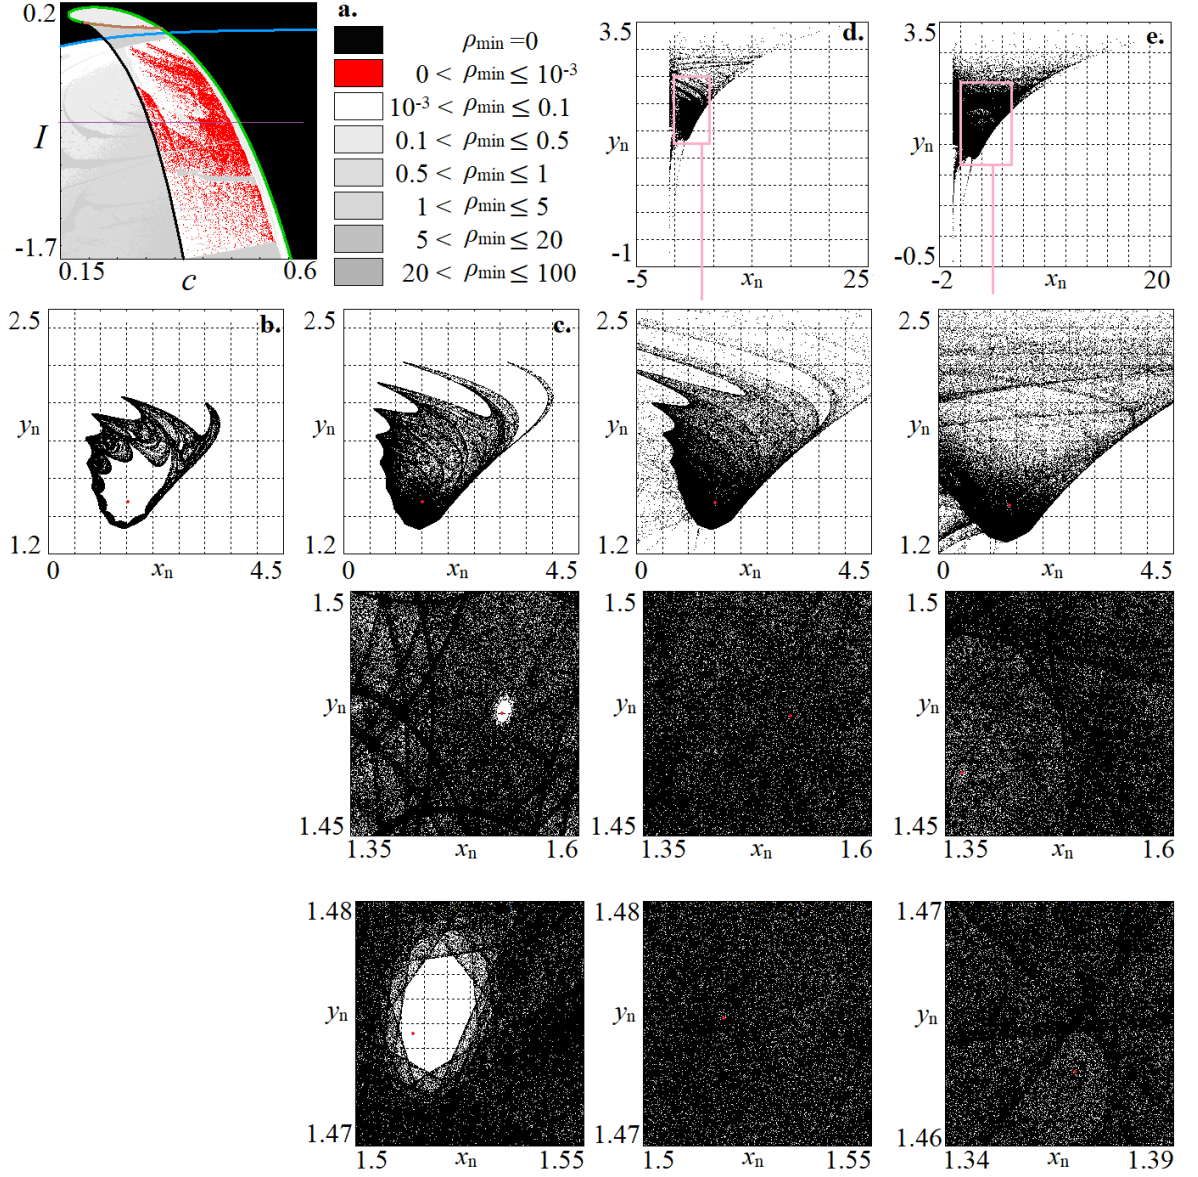 0.2
I
-1.7
0.15
c
0.6
a.
ρmin =0
0 < ρmin ≤ 10-3
10-3 < ρmin ≤ 0.1
0.1 < ρmin ≤ 0.5
0.5 < ρmin ≤ 1
1 < ρmin ≤ 5
5 < ρmin ≤ 20
20 < ρmin ≤ 100
3.5
d.
yn
-1
-5
xn
25
3.5
e.
yn
-0.5
-2
xn
20
2.5
b.
yn
1.2
0
xn
4.5
2.5
c.
yn
1.2
0
xn
4.5
2.5
yn
1.2
0
xn
4.5
2.5
yn
1.2
0
xn
4.5
1.5
yn
1.45
1.35
xn
1.6
1.5
yn
1.45
1.35
xn
1.6
1.5
yn
1.45
1.35
xn
1.6
1.48
yn
1.47
1.5
xn
1.55
1.48
yn
1.47
1.5
xn
1.55
1.47
yn
1.46
1.34
xn
1.39